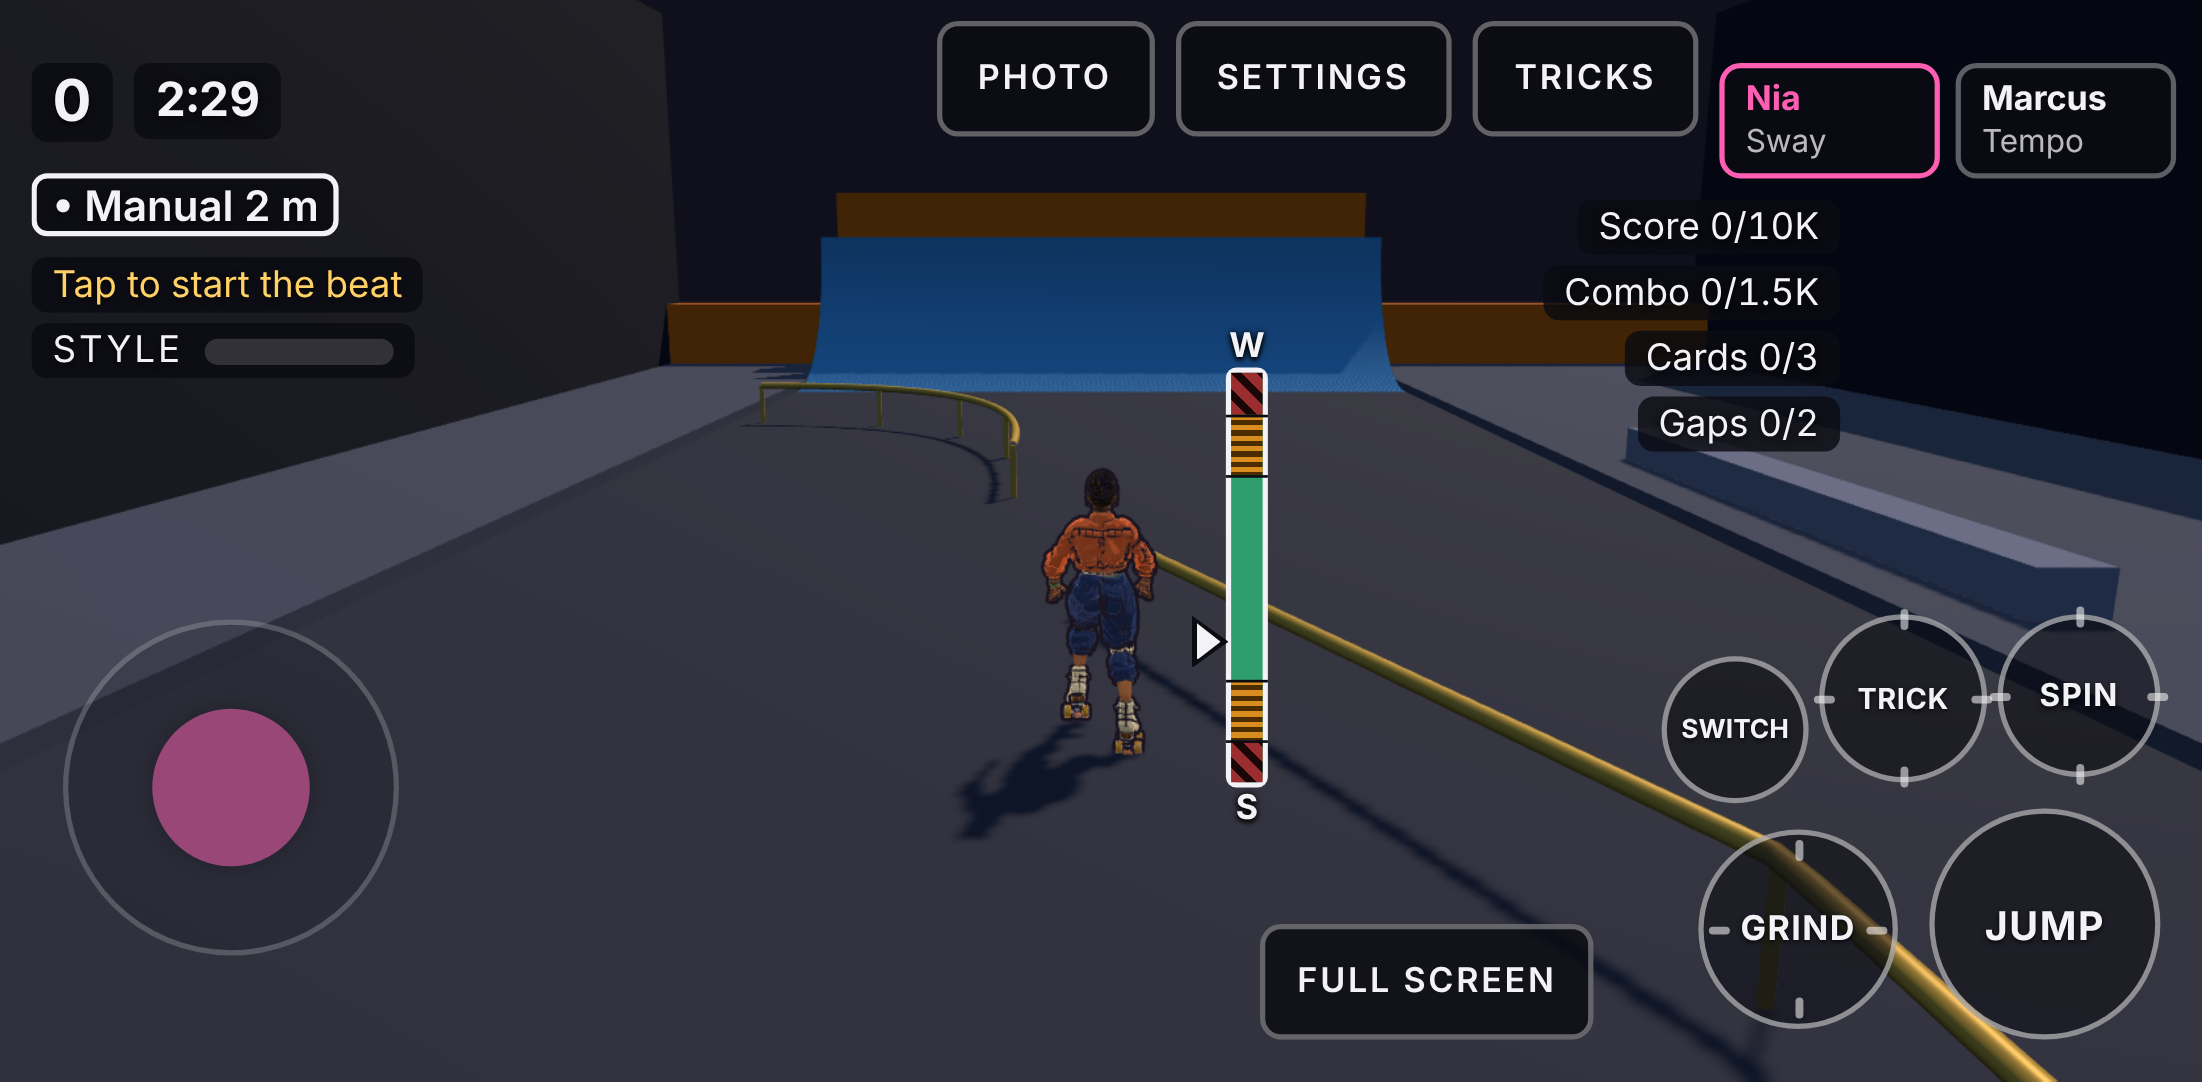 0
2:29
PHOTO
SETTINGS
TRICKS
Nia
Sway
Marcus
Tempo
• Manual 2 m
Tap to start the beat
STYLE
Score 0/10K
Combo 0/1.5K
Cards 0/3
Gaps 0/2
W
S
SWITCH
TRICK
SPIN
GRIND
JUMP
FULL SCREEN